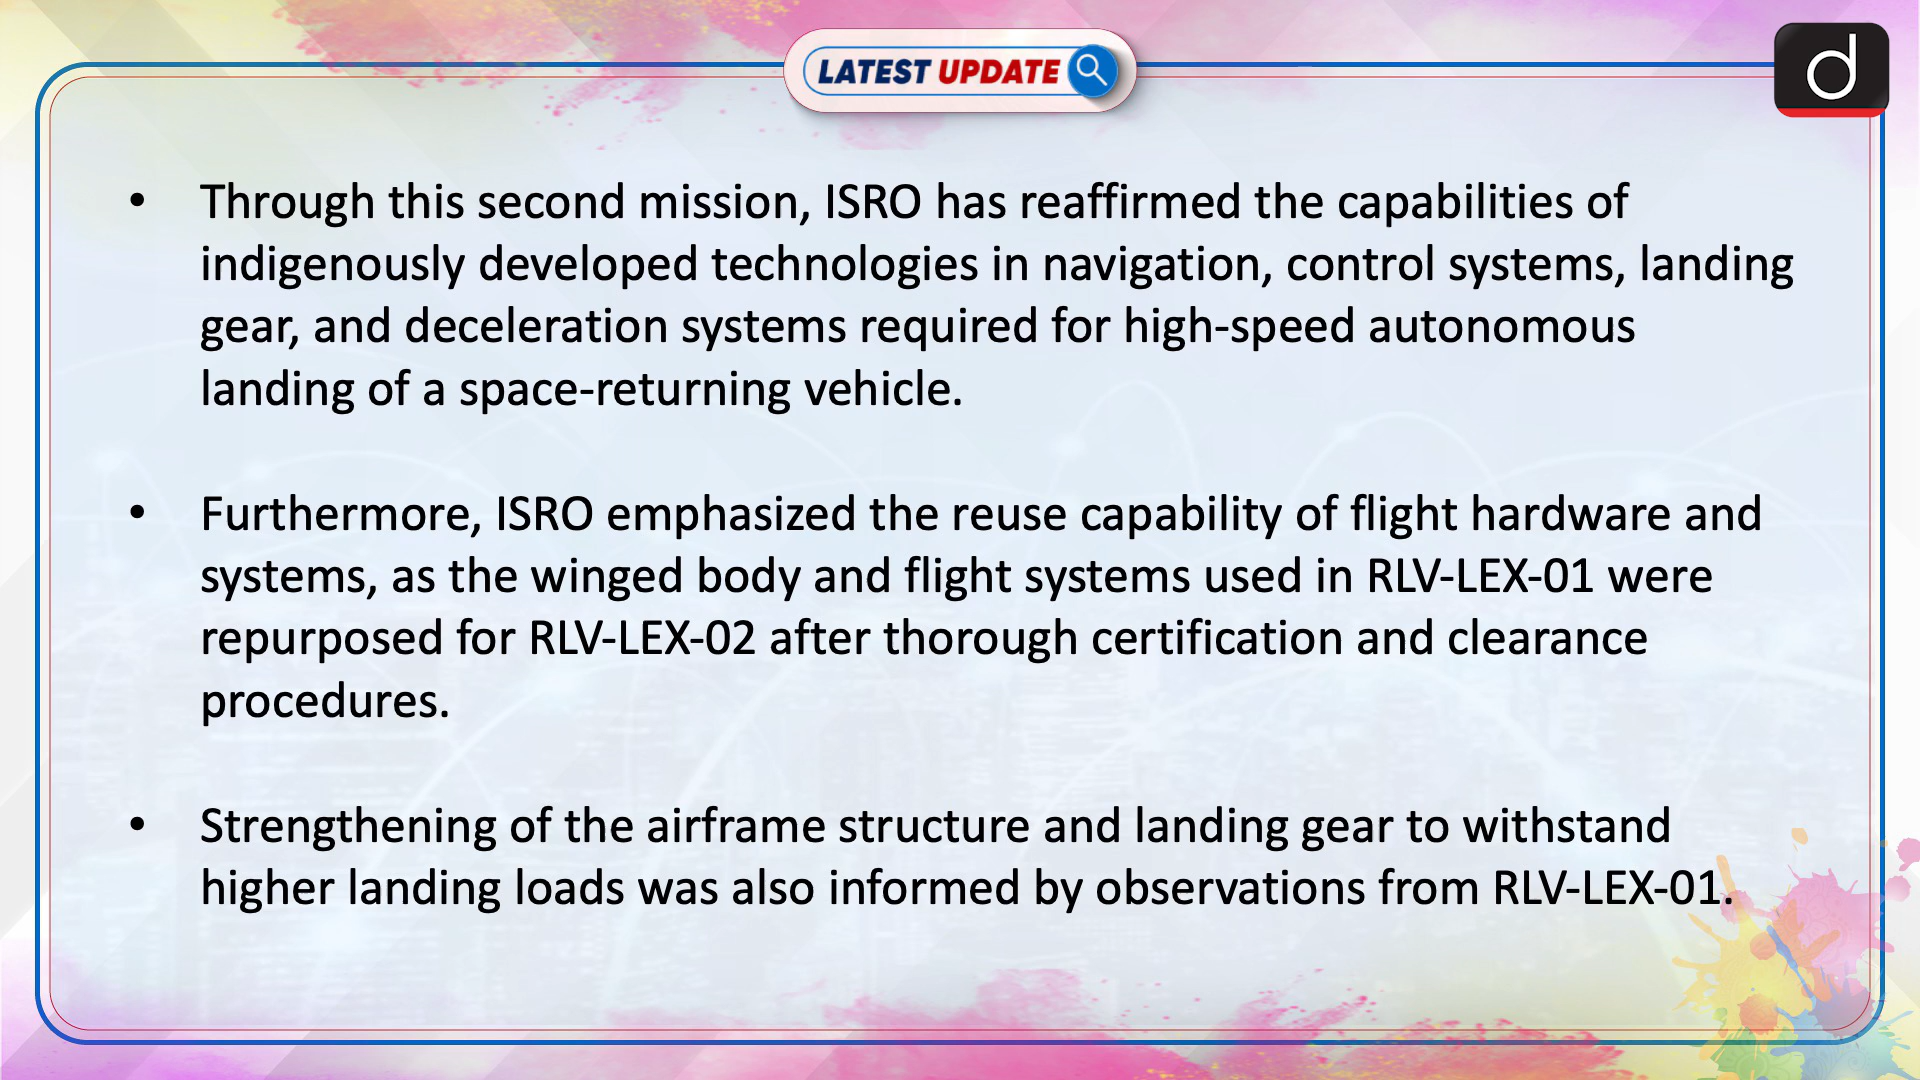 LATEST UPDATE
d
• Through this second mission, ISRO has reaffirmed the capabilities of
indigenously developed technologies in navigation, control systems, landing
gear, and deceleration systems required for high-speed autonomous
landing of a space-returning vehicle.
• Furthermore, ISRO emphasized the reuse capability of flight hardware and
systems, as the winged body and flight systems used in RLV-LEX-01 were
repurposed for RLV-LEX-02 after thorough certification and clearance
procedures.
• Strengthening of the airframe structure and landing gear to withstand
higher landing loads was also informed by observations from RLV-LEX-01.